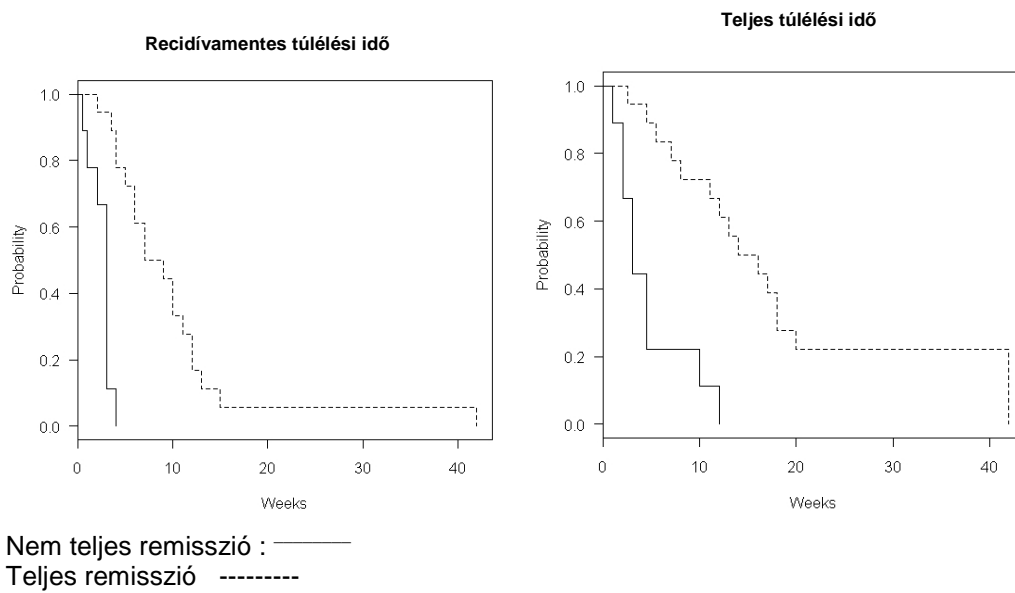 Recidívamentes túlélési idő
Teljes túlélési idő
1.0
0.8
0.6
0.4
0.2
0.0
Probability
0
10
20
30
40
Weeks
1.0
0.8
0.6
0.4
0.2
0.0
Probability
0
10
20
30
40
Weeks
Nem teljes remisszió :
Teljes remisszió ---------